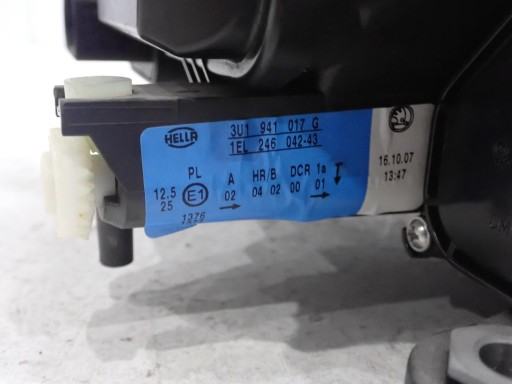 HELLA
3U1 941 017 G
1EL 246 042-43
PL A HR/B DCR 1a
12.5 E1 02 04 02 00 01
25
1376
16.10.07
13:47